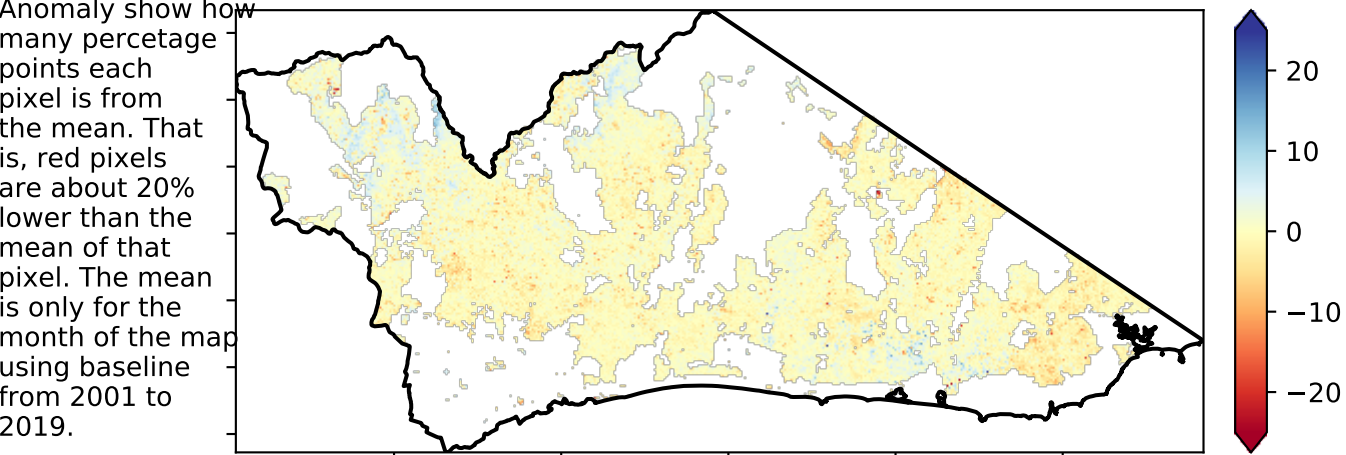 Anomaly show how
many percetage
points each
pixel is from
the mean. That
is, red pixels
are about 20%
lower than the
mean of that
pixel. The mean
is only for the
month of the map
using baseline
from 2001 to
2019.
20
10
0
−10
−20